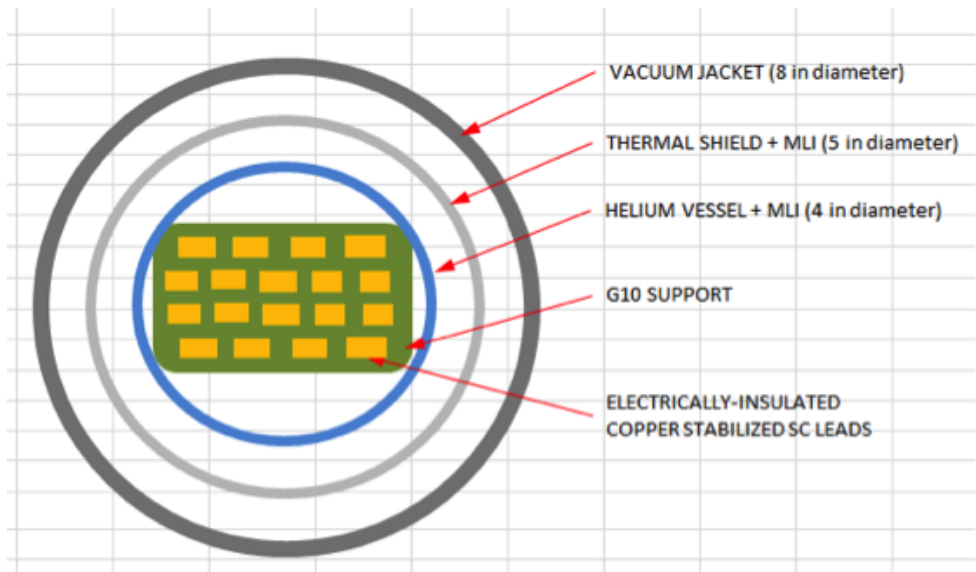 VACUUM JACKET (8 in diameter)
THERMAL SHIELD + MLI (5 in diameter)
HELIUM VESSEL + MLI (4 in diameter)
G10 SUPPORT
ELECTRICALLY-INSULATED
COPPER STABILIZED SC LEADS